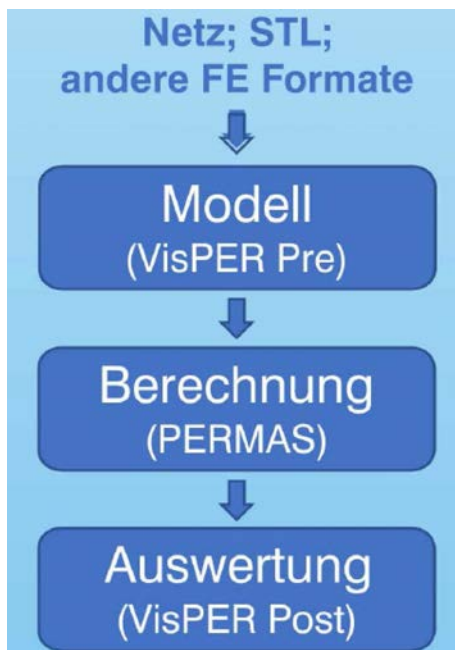 Netz; STL;
andere FE Formate
Modell
(VisPER Pre)
Berechnung
(PERMAS)
Auswertung
(VisPER Post)